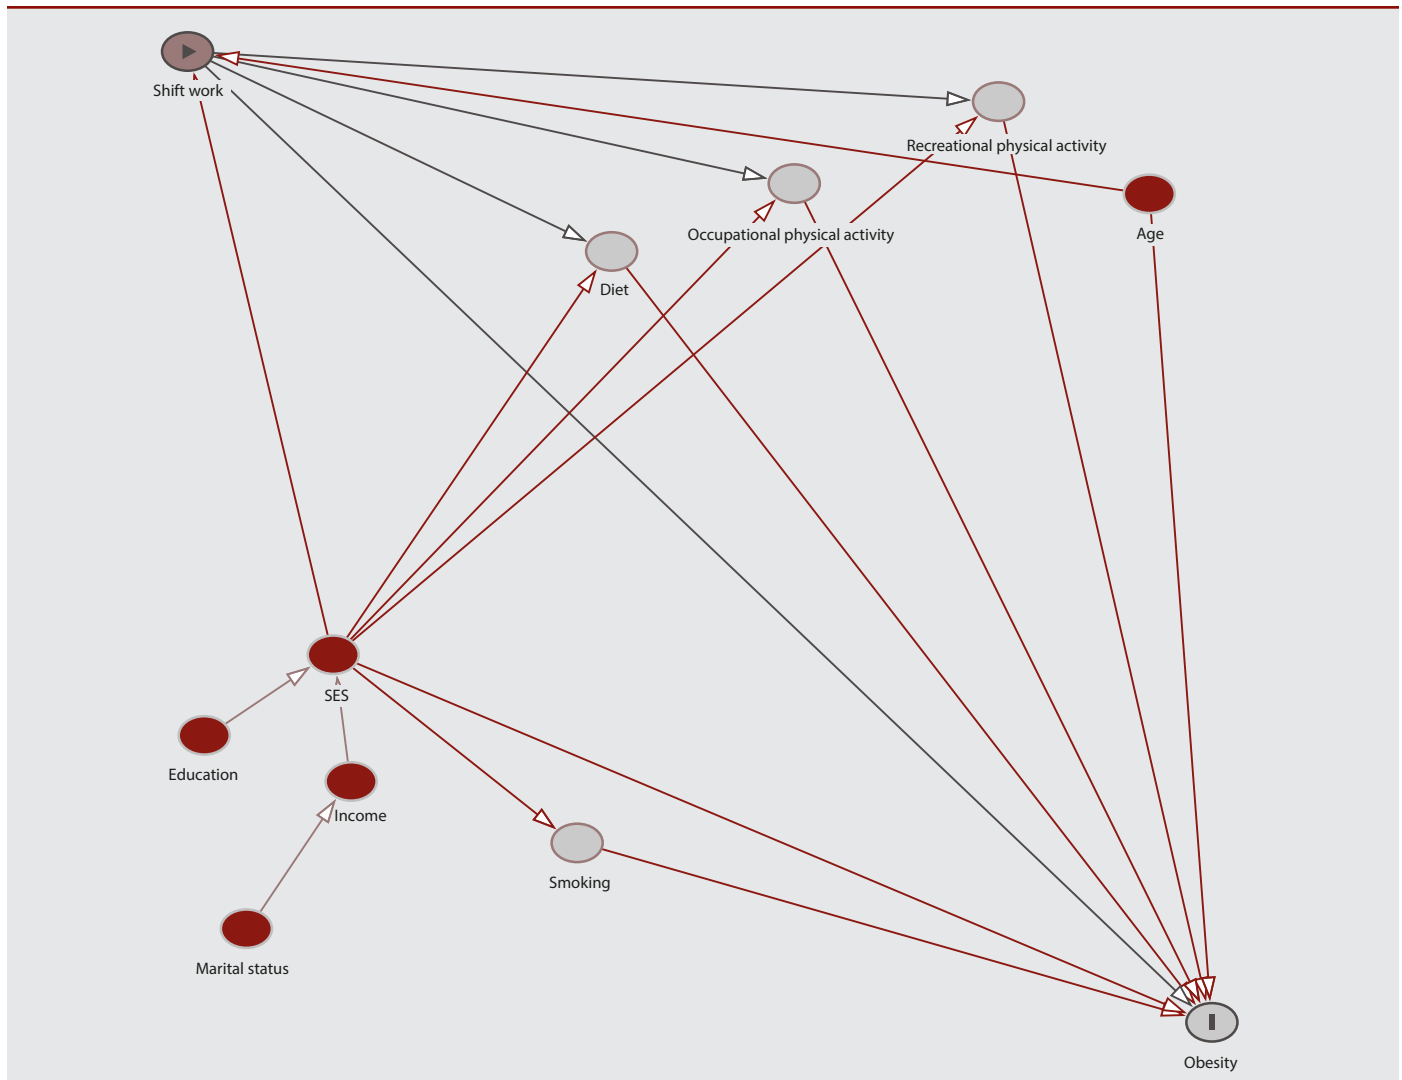 Shift work
Recreational physical activity
Age
Occupational physical activity
Diet
SES
Education
Income
Smoking
Marital status
Obesity